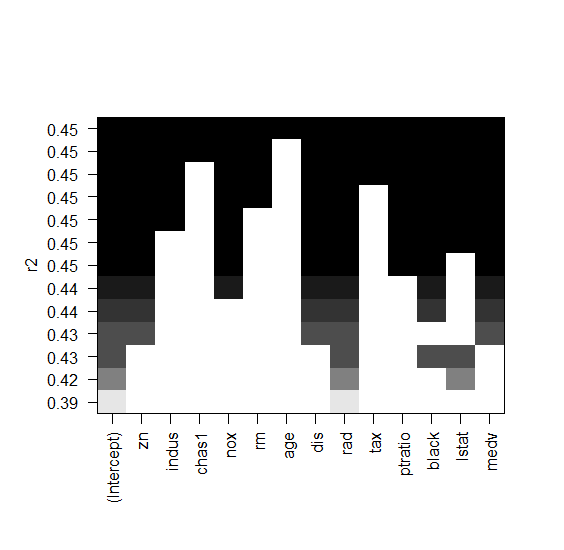 r2
0.45
0.45
0.45
0.45
0.45
0.45
0.45
0.44
0.44
0.43
0.43
0.42
0.39
(Intercept)
zn
indus
chas1
nox
rm
age
dis
rad
tax
ptratio
black
lstat
medv